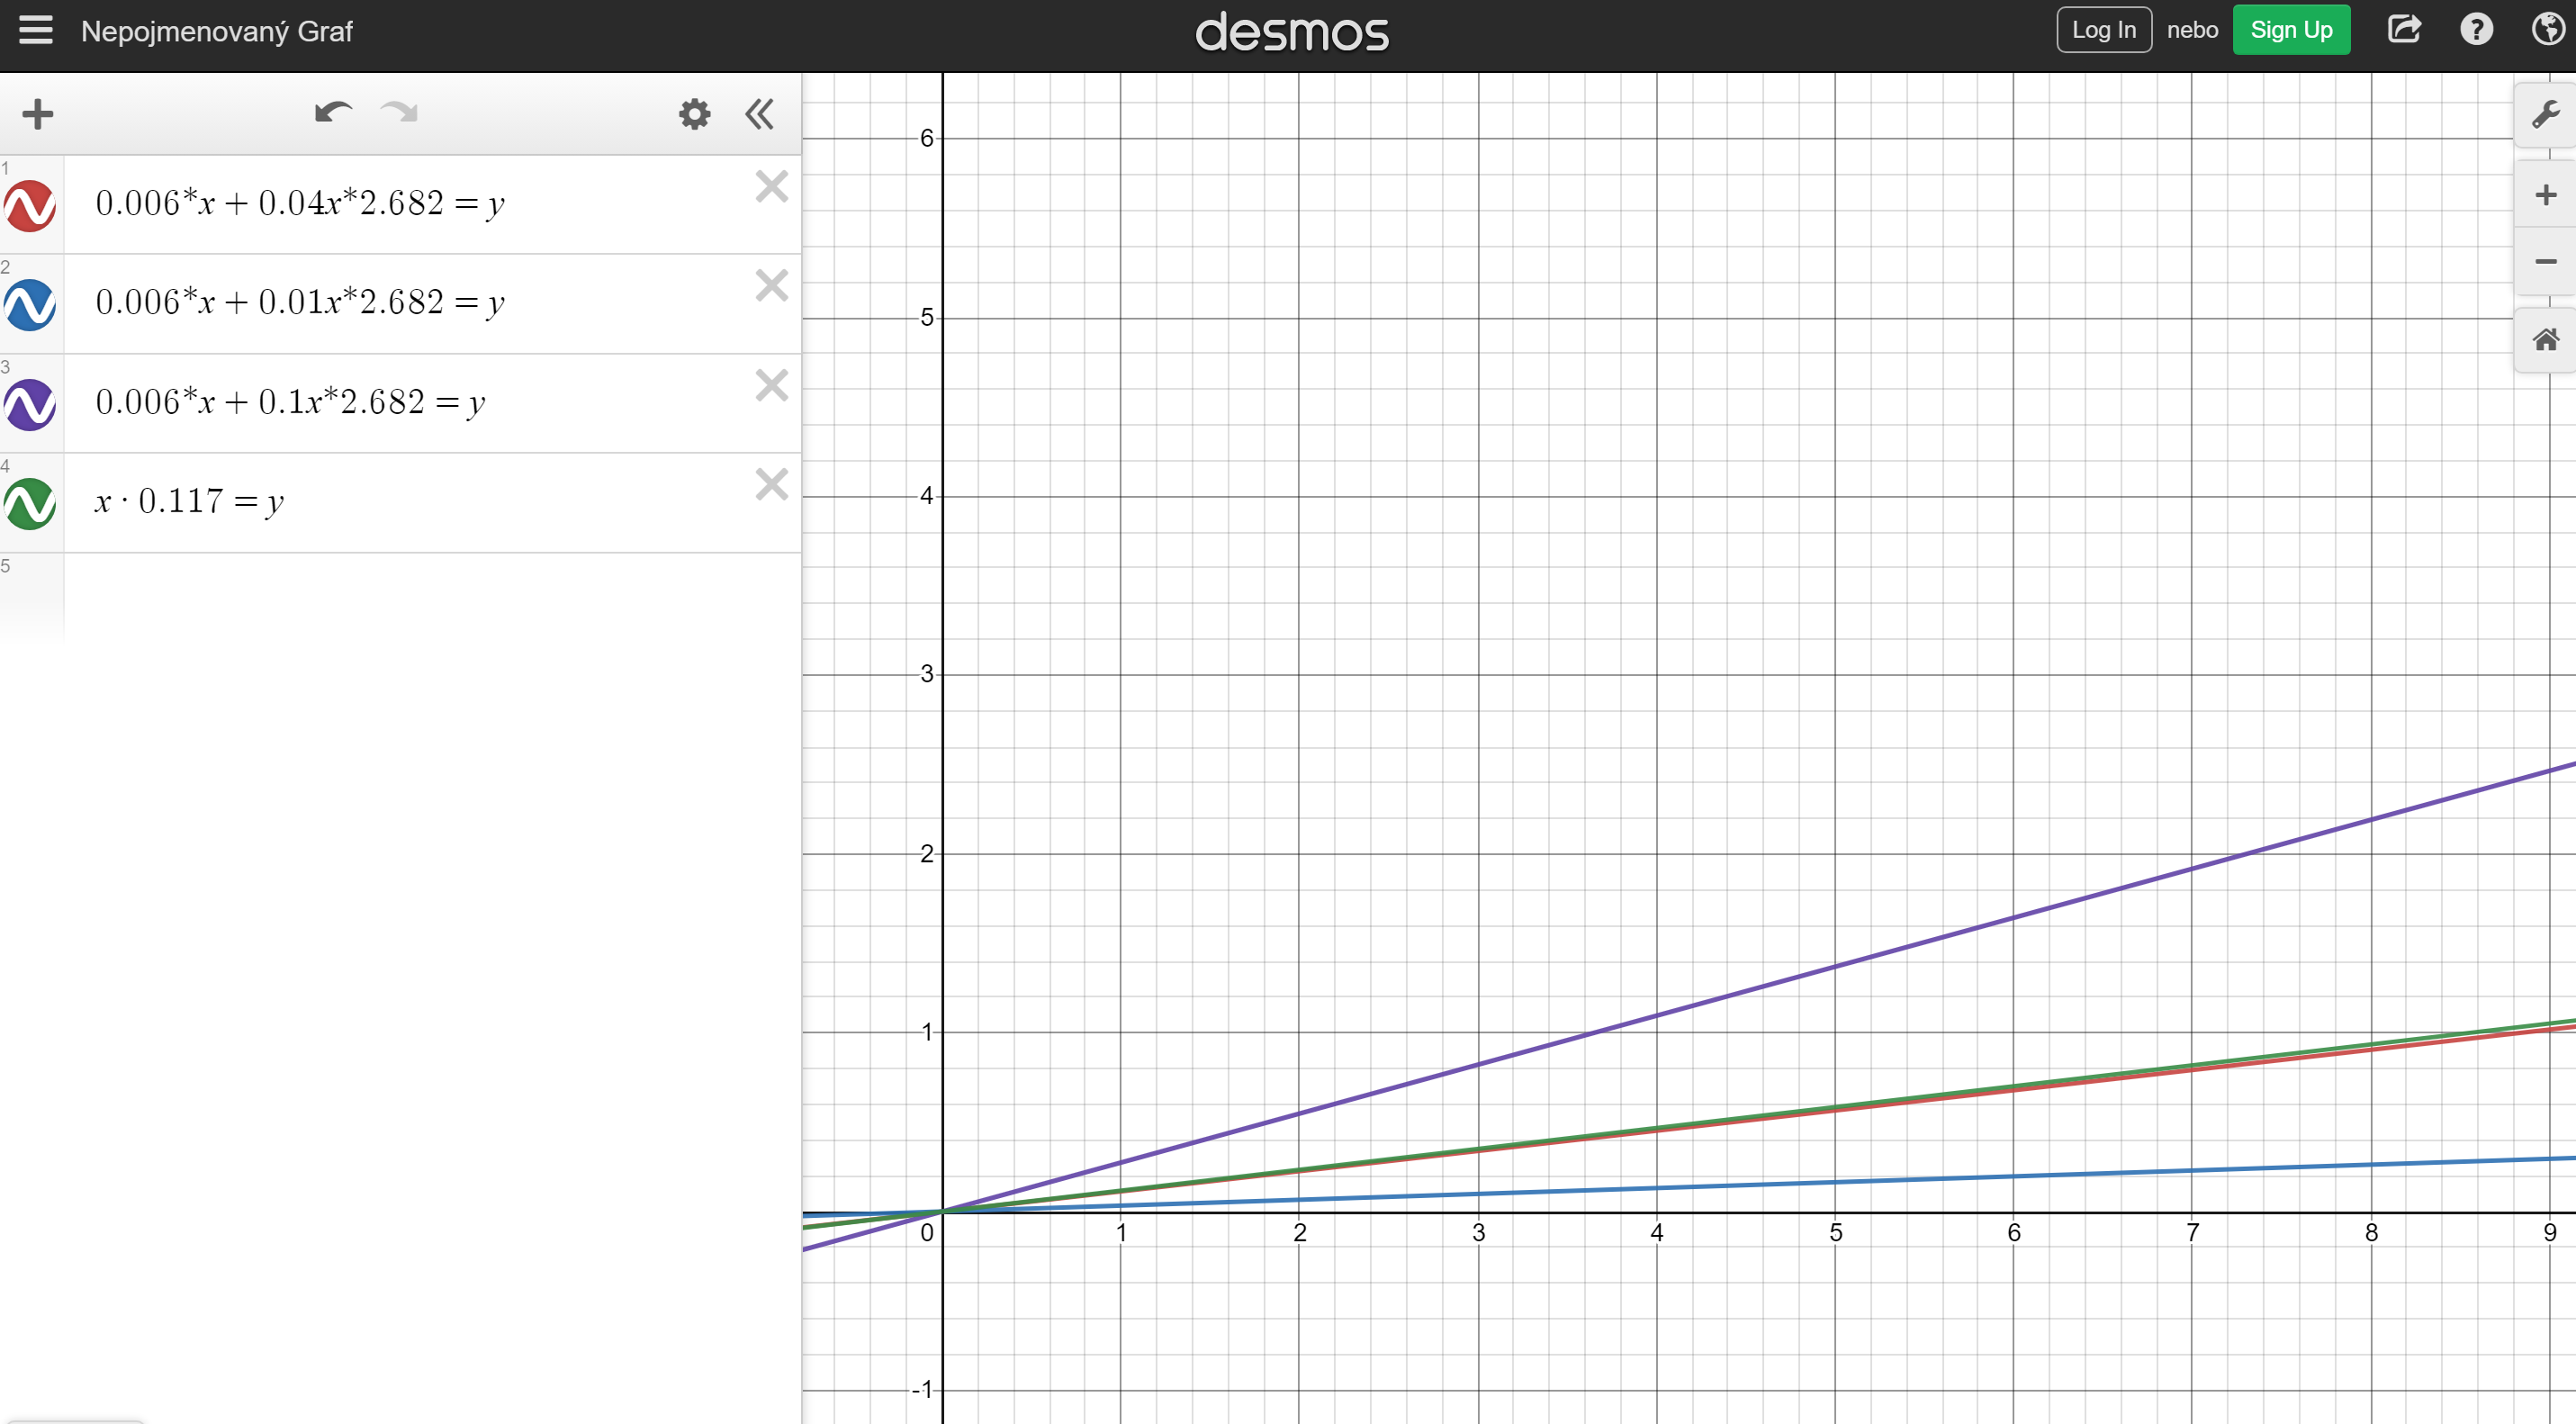 Nepojmenovaný Graf
desmos
Log In nebo Sign Up
1
0.006*x + 0.04x*2.682 = y
2
0.006*x + 0.01x*2.682 = y
3
0.006*x + 0.1x*2.682 = y
4
x · 0.117 = y
5
6
5
4
3
2
1
0 1 2 3 4 5 6 7 8 9
-1